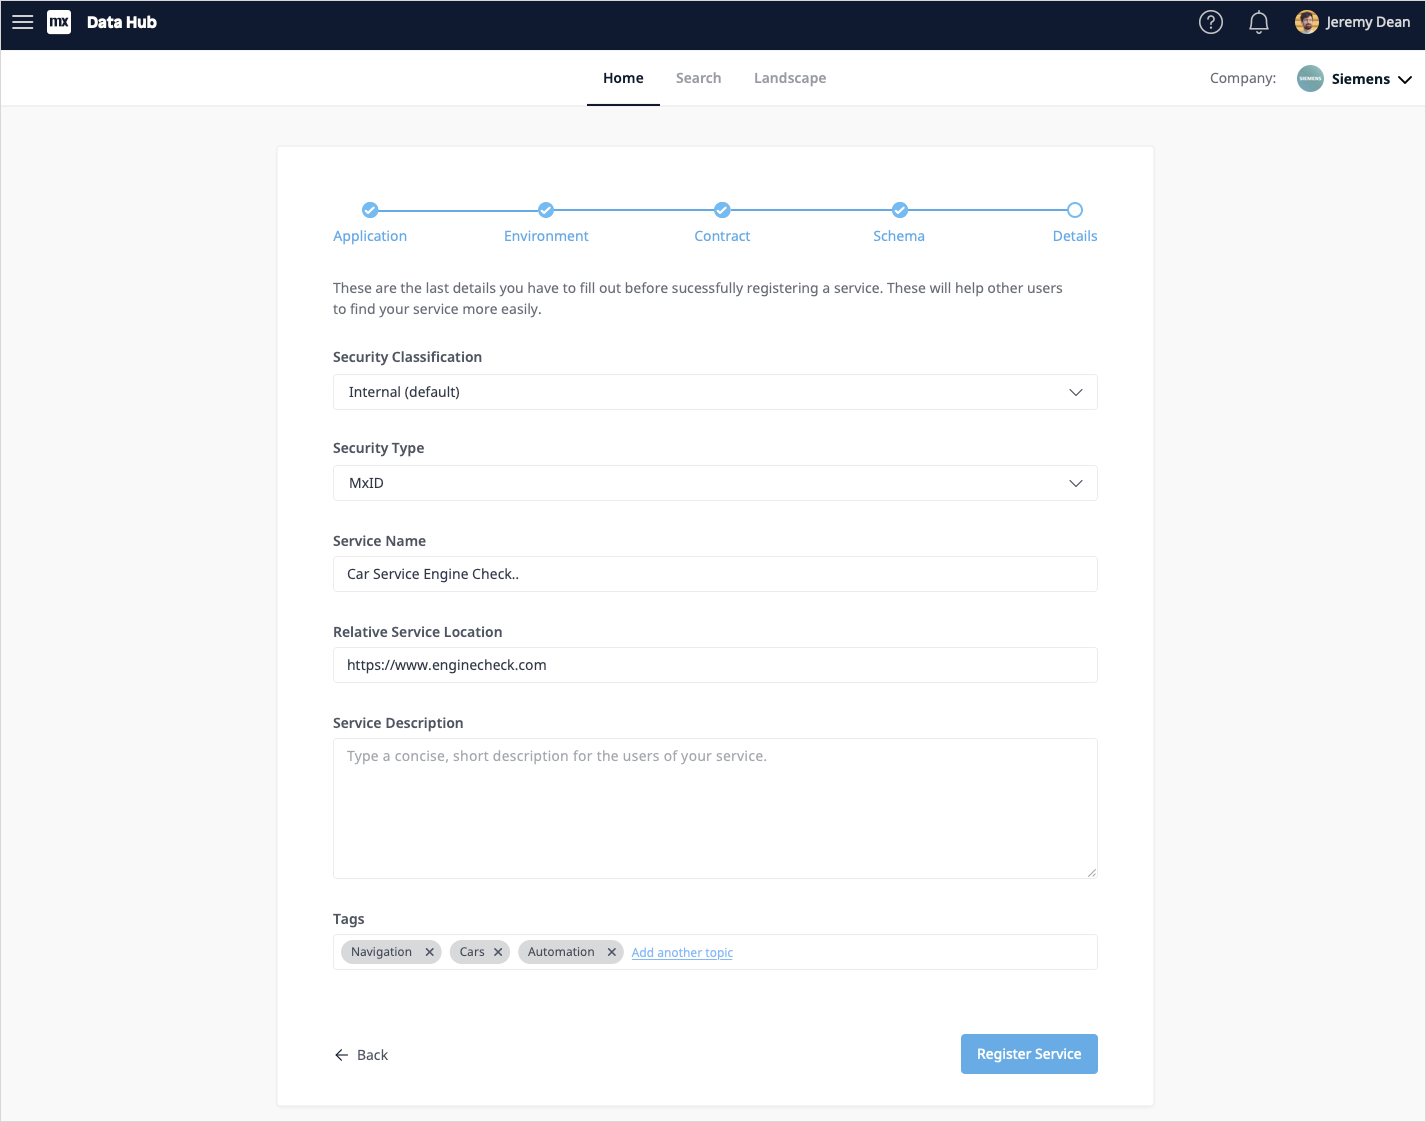 mx Data Hub
Jeremy Dean
Home Search Landscape
Company: SIEMENS Siemens
Application Environment Contract Schema Details
These are the last details you have to fill out before sucessfully registering a service. These will help other users
to find your service more easily.
Security Classification
Internal (default)
Security Type
MxID
Service Name
Car Service Engine Check..
Relative Service Location
https://www.enginecheck.com
Service Description
Type a concise, short description for the users of your service.
Tags
Navigation Cars Automation Add another topic
Back Register Service